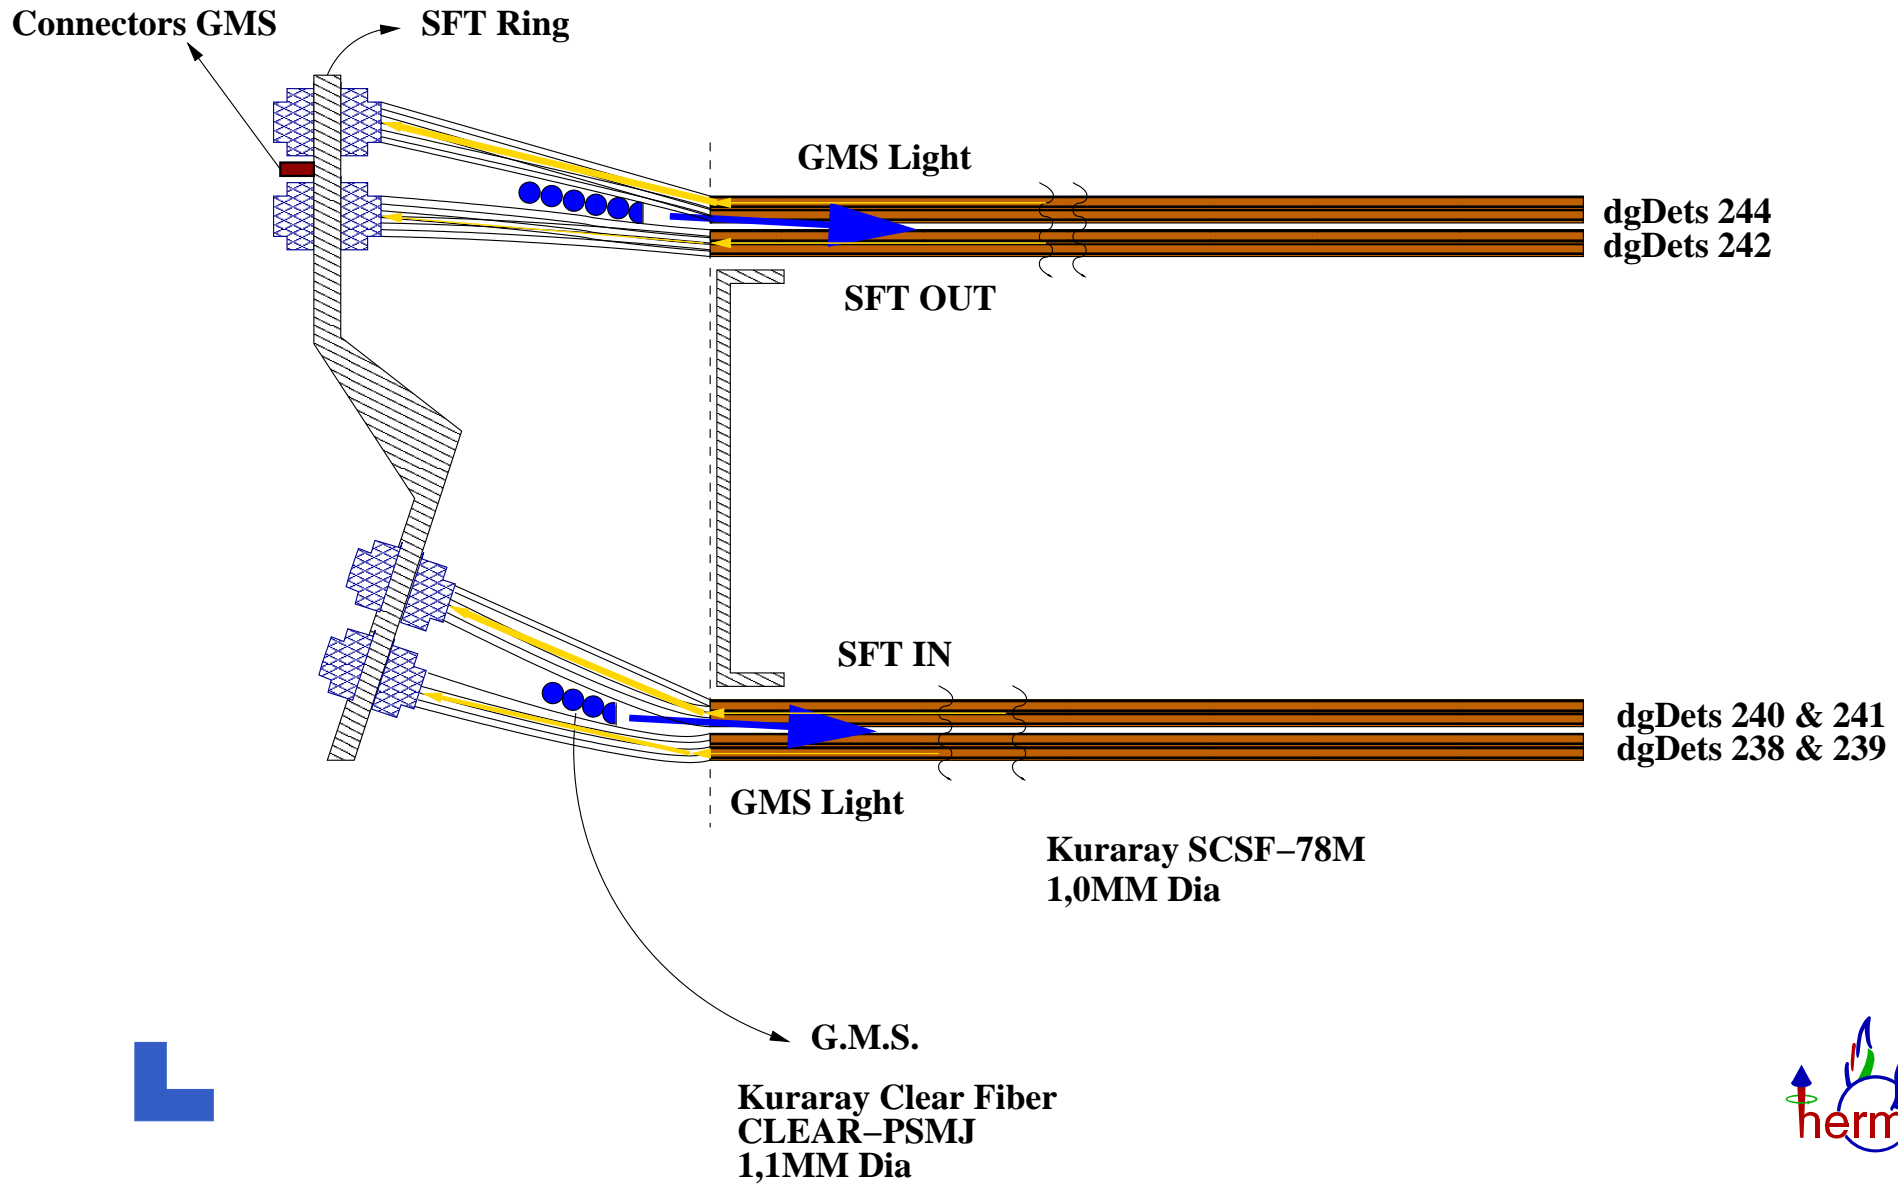 Connectors GMS
SFT Ring
GMS Light
dgDets 244
dgDets 242
SFT OUT
SFT IN
dgDets 240 & 241
dgDets 238 & 239
GMS Light
Kuraray SCSF−78M
1,0MM Dia
G.M.S.
Kuraray Clear Fiber
CLEAR−PSMJ
1,1MM Dia
herm